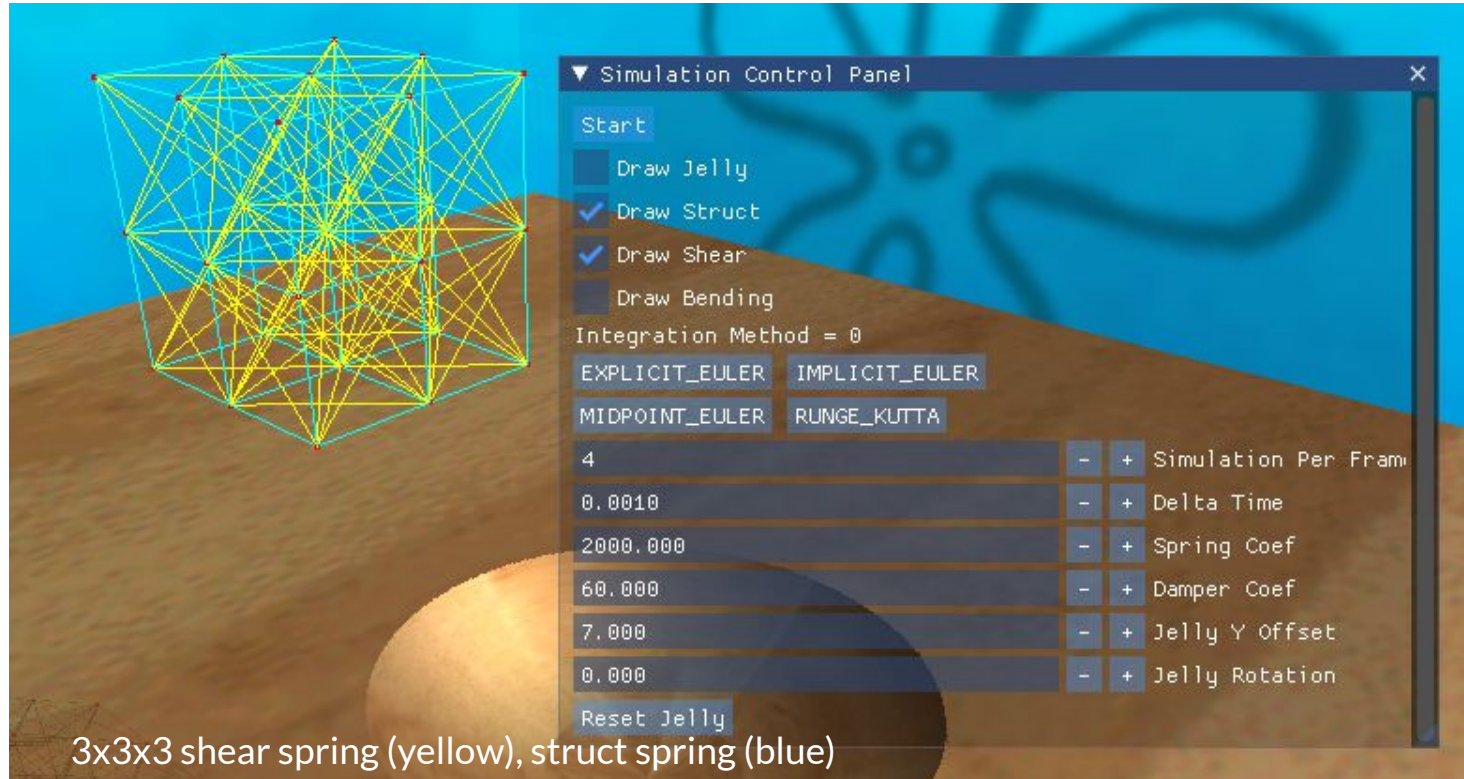 ▼ Simulation Control Panel ×
Start
Draw Jelly
Draw Struct
Draw Shear
Draw Bending
Integration Method = 0
EXPLICIT_EULER IMPLICIT_EULER
MIDPOINT_EULER RUNGE_KUTTA
4 - + Simulation Per
0.0010 - + Delta Time
2000.000 - + Spring Coef
60.000 - + Damper Coef
7.000 - + Jelly Y Offset
0.000 - + Jelly Rotation
Reset Jelly
3x3x3 shear spring (yellow), struct spring (blue)